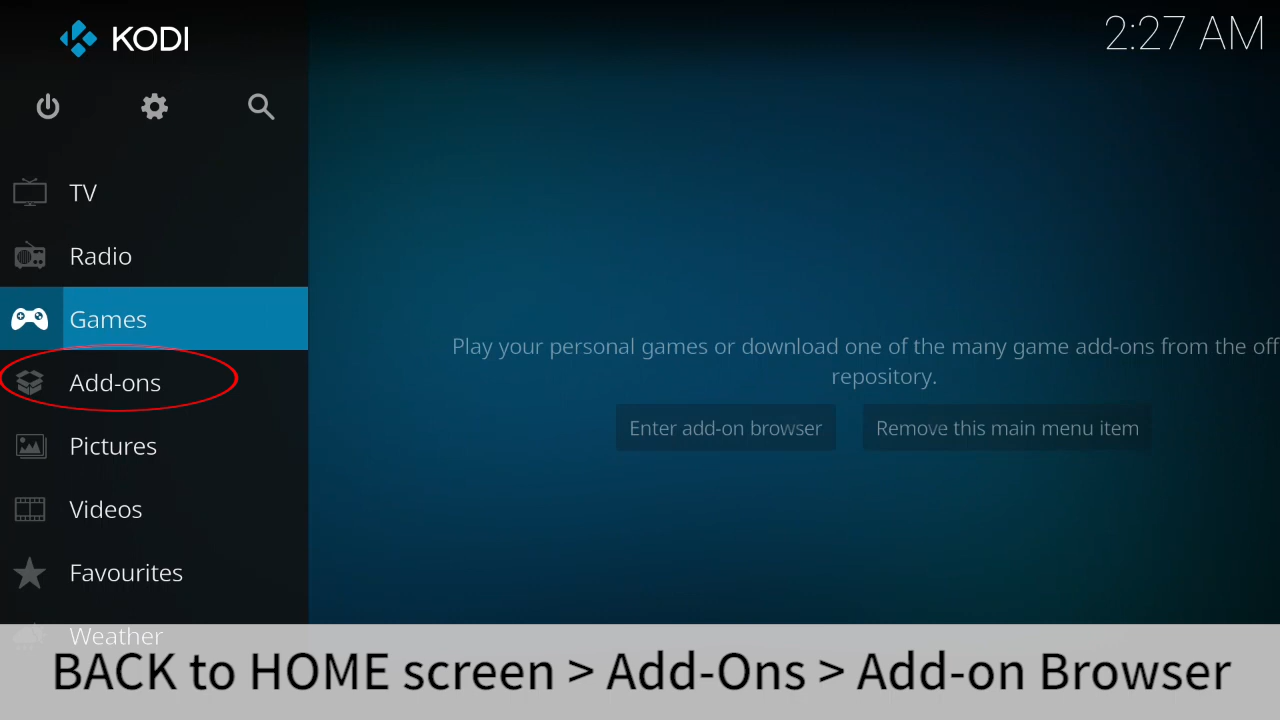 KODI
2:27 AM
TV
Radio
Games
Add-ons
Pictures
Videos
Favourites
Weather
Play your personal games or download one of the many game add-ons from the off
repository.
Enter add-on browser
Remove this main menu item
BACK to HOME screen > Add-Ons > Add-on Browser